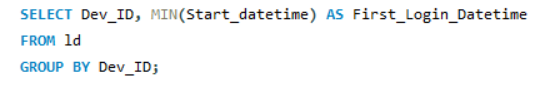 SELECT Dev_ID, MIN(Start_datetime) AS First_Login_Datetime
FROM ld
GROUP BY Dev_ID;